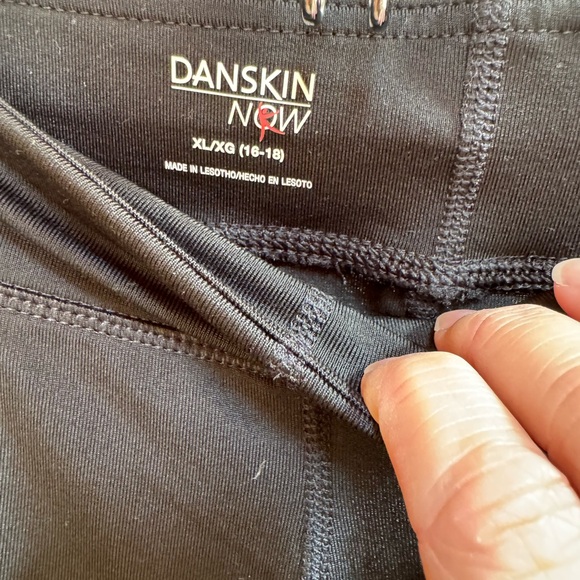 DANSKIN
NOW
XL/XG (16-18)
MADE IN LESOTHO/HECHO EN LESOTO